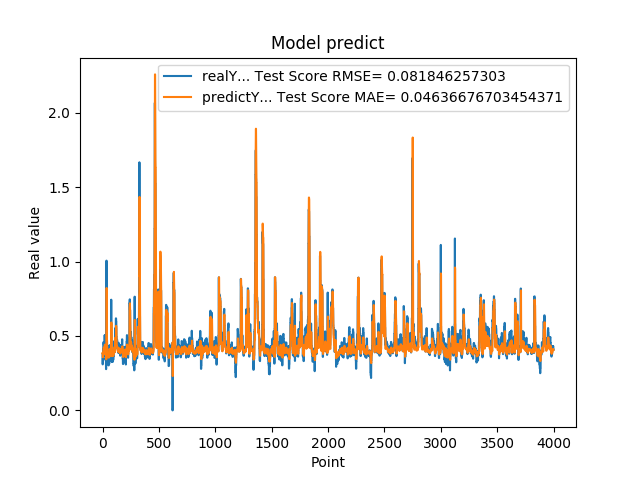 Model predict
realY... Test Score RMSE= 0.081846257303
predictY... Test Score MAE= 0.04636676703454371
2.0
1.5
1.0
0.5
0.0
Real value
0 500 1000 1500 2000 2500 3000 3500 4000
Point